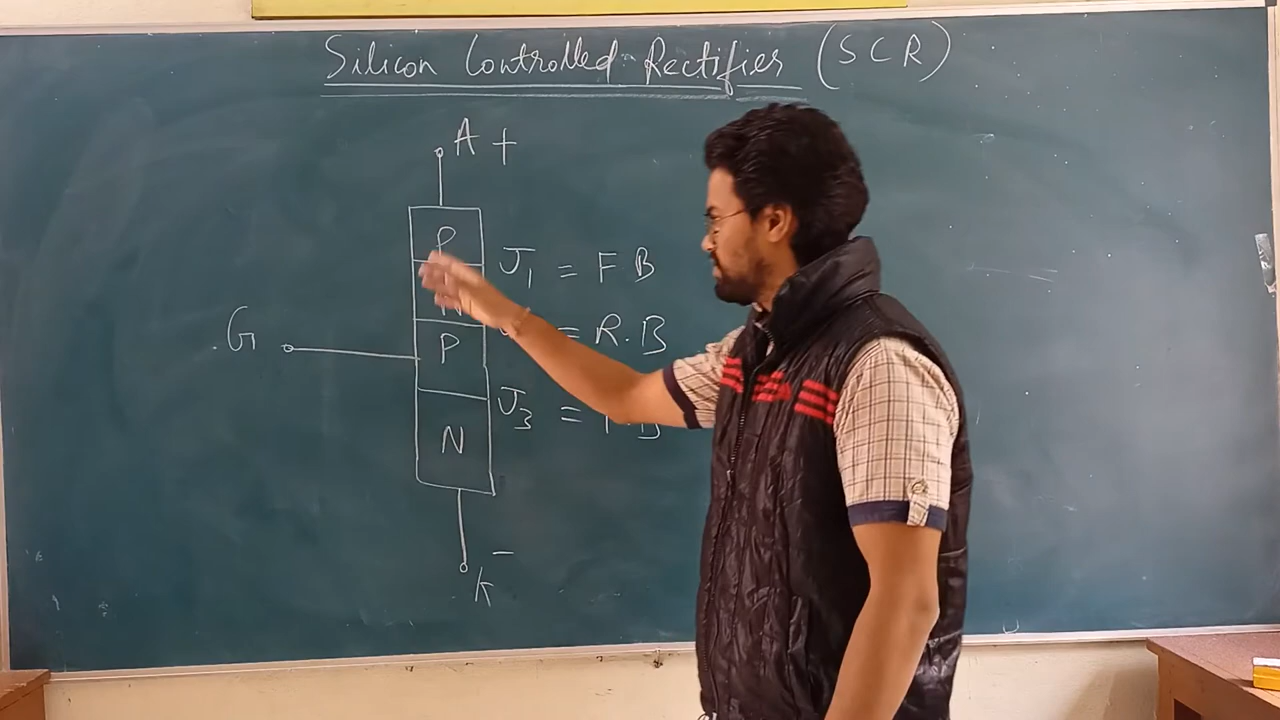 Silicon Controlled Rectifier (SCR)
A +
P
J1 = F B
N
= R.B
G
P
J3 = F.B
N
-
K